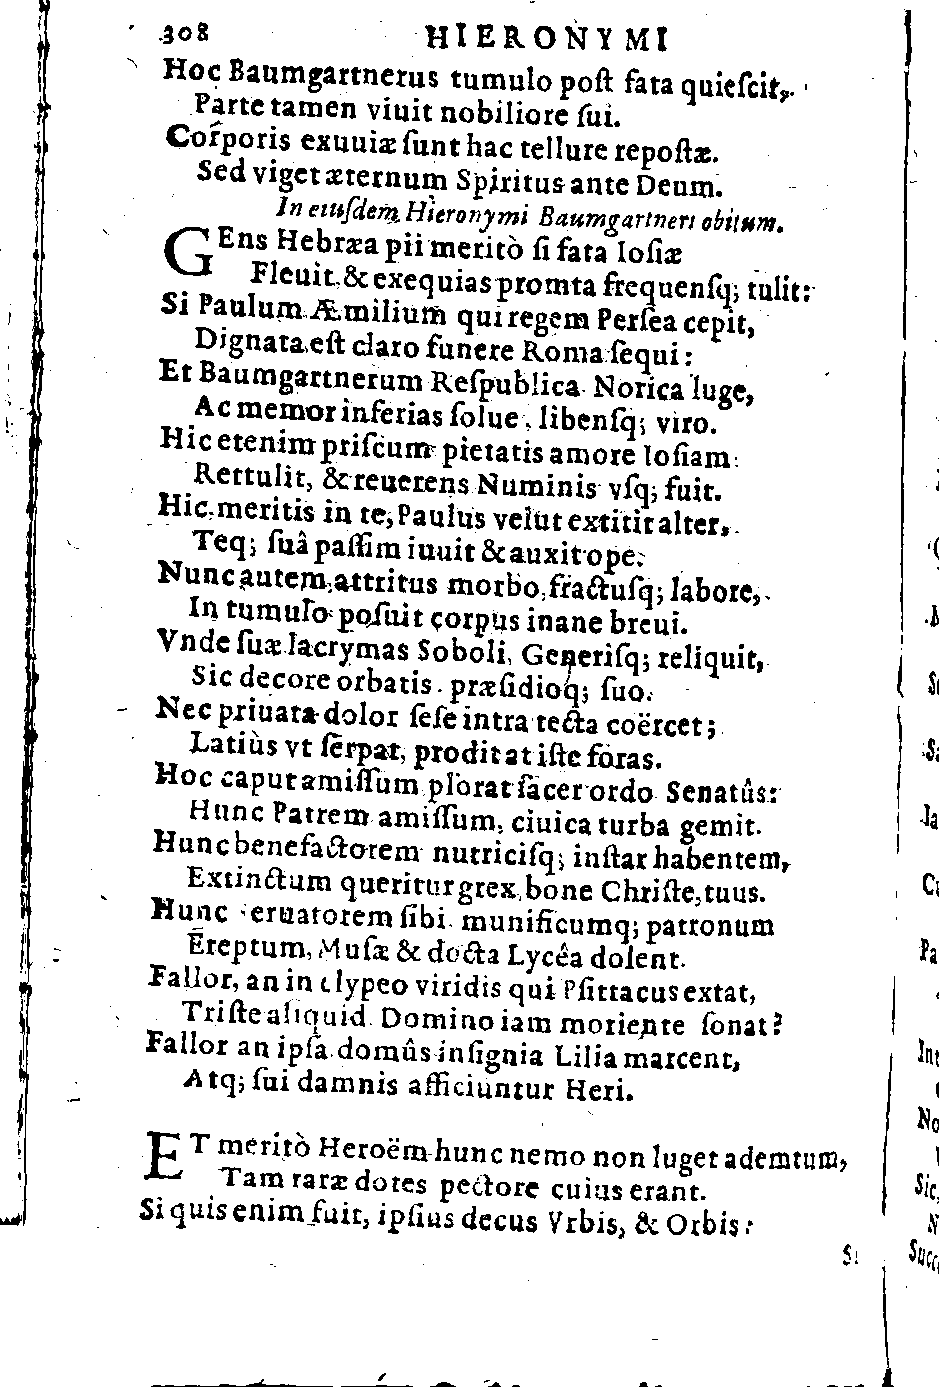 308 HIERONYMI
Hoc Baumgartnerus tumulo poſt fata quieſcit,
Parte tamen viuit nobiliore ſui.
Corporis exuuiæ ſunt hac tellure repoſtæ.
Sed viget æternum Spiritus ante Deum.
In eiuſdem Hieronymi Baumgartneri obitum.
GEns Hebræa pii meritò ſi fata Ioſiæ
Fleuit, & exequias promta frequenſq; tulit:
Si Paulum Æmilium qui regem Perſea cepit,
Dignata eſt claro funere Roma ſequi:
Et Baumgartnerum Reſpublica Norica luge,
Ac memor inferias ſolue, libenſq; viro.
Hic etenim priſcum pietatis amore Ioſiam
Rettulit, & reuerens Numinis vſq; fuit.
Hic meritis in te, Paulus velut extitit alter,
Teq; ſuâ paſſim iuuit & auxit ope.
Nunc autem attritus morbo, fractuſq; labore,
In tumulo poſuit corpus inane breui.
Vnde ſuæ lacrymas Soboli, Generiſq; reliquit,
Sic decore orbatis præſidioq; ſuo.
Nec priuata dolor ſeſe intra tecta coërcet;
Latiùs vt ſerpat, prodit at iſte foras.
Hoc caput amiſſum plorat ſacer ordo Senatûs:
Hunc Patrem amiſſum, ciuica turba gemit.
Hunc benefactorem nutriciſq; inſtar habentem,
Extinctum queritur grex, bone Chriſte, tuus.
Hunc eruatorem ſibi munificumq; patronum
Ereptum, Muſæ & docta Lycêa dolent.
Fallor, an in clypeo viridis qui Pſittacus extat,
Triſte aliquid Domino iam moriente ſonat?
Fallor an ipſa domûs inſignia Lilia marcent,
Atq; ſui damnis afficiuntur Heri.
ET meritò Heroëm hunc nemo non luget ademtum,
Tam raræ dotes pectore cuius erant.
Si quis enim fuit, ipſius decus Vrbis, & Orbis:
Si